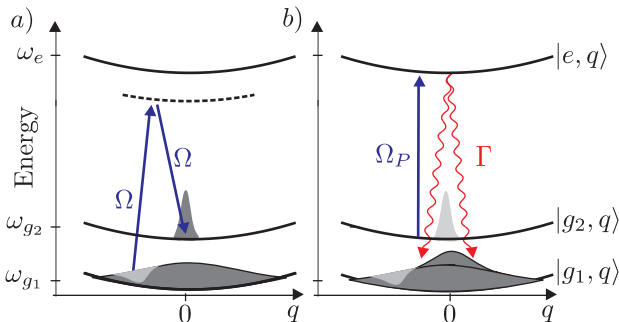 a)
b)
Energy
ω_e
ω_{g_2}
ω_{g_1}
Ω
Ω
0
q
Ω_P
Γ
0
q
|e, q⟩
|g_2, q⟩
|g_1, q⟩